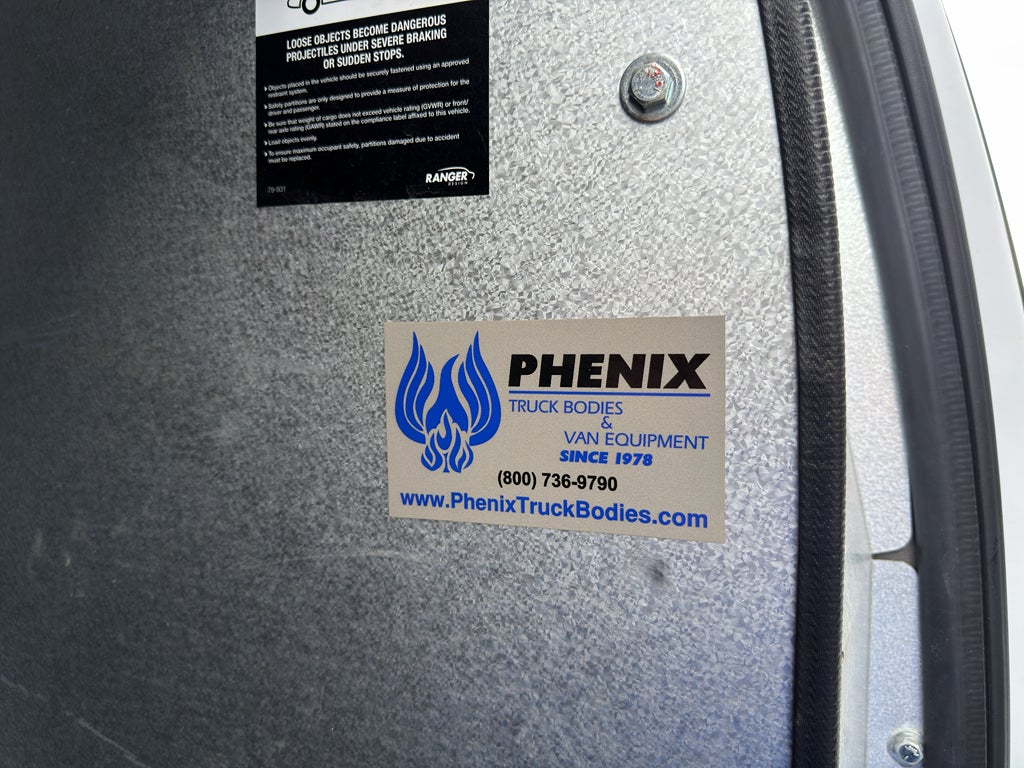 LOOSE OBJECTS BECOME DANGEROUS
PROJECTILES UNDER SEVERE BRAKING
OR SUDDEN STOPS.
Objects placed in the vehicle should be securely fastened using an approved
restraint system.
Safety partitions are only designed to provide a measure of protection for the
driver and passenger.
Be sure that weight of cargo does not exceed vehicle rating (GVWR) or front/
rear axle rating (GAWR) stated on the compliance label affixed to this vehicle.
Load objects evenly.
To ensure maximum occupant safety, partitions damaged due to accident
must be replaced.
RANGER
DESIGN
79-931
PHENIX
TRUCK BODIES
&
VAN EQUIPMENT
SINCE 1978
(800) 736-9790
www.PhenixTruckBodies.com